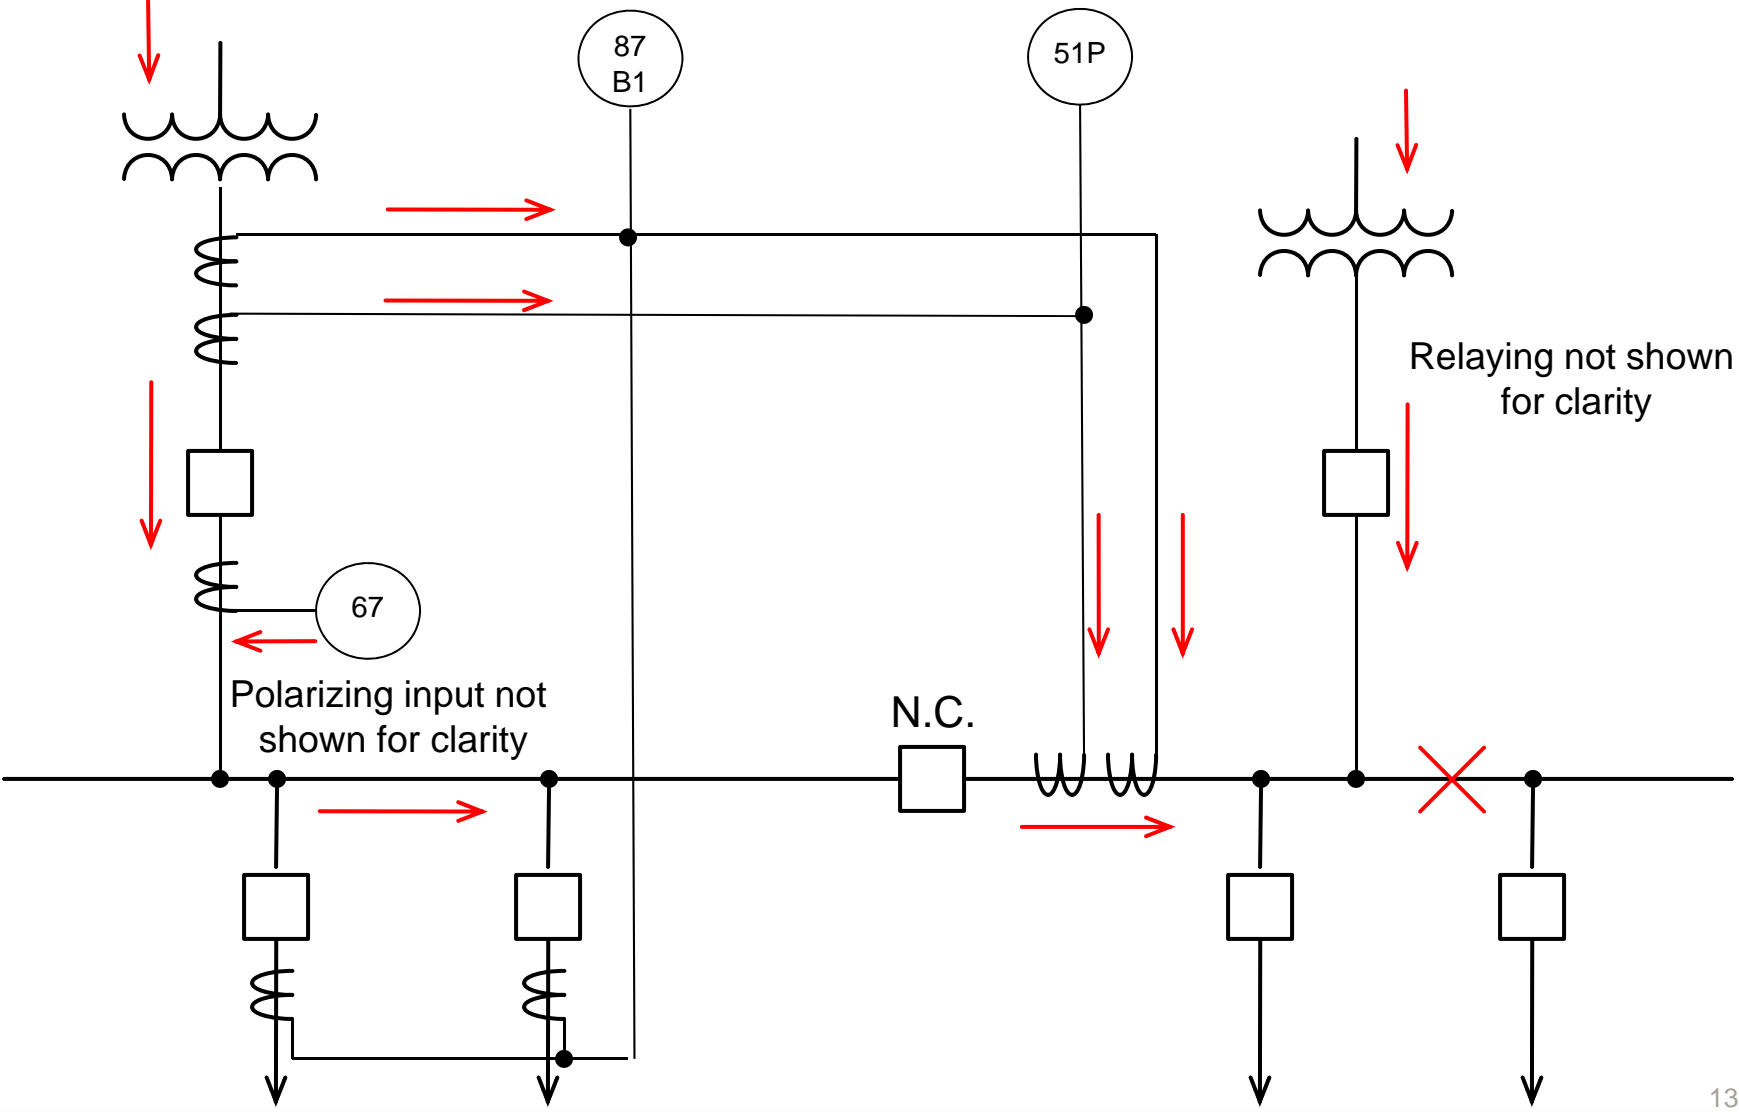 87
B1
51P
Relaying not shown
for clarity
67
Polarizing input not
shown for clarity
N.C.
13